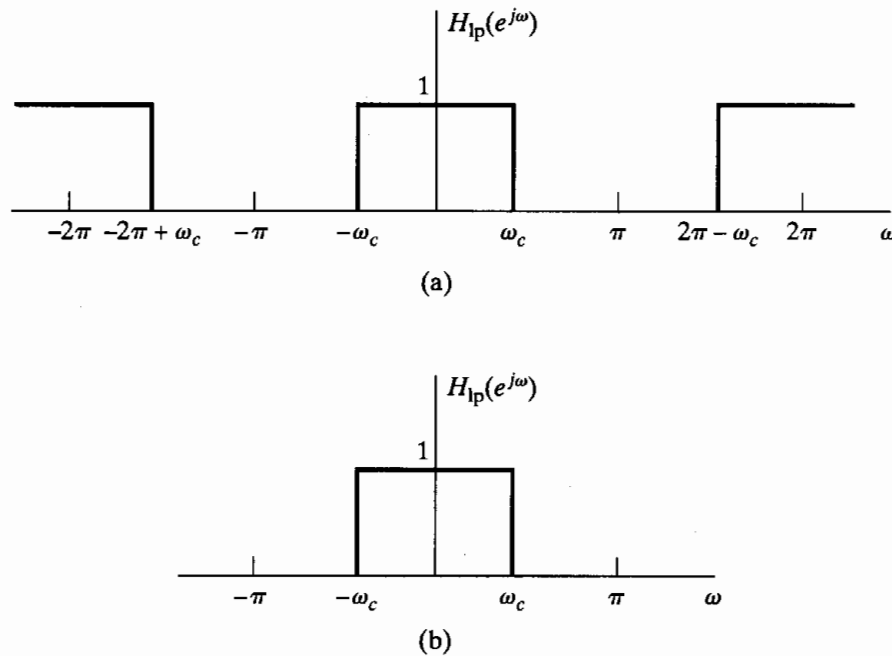 H_lp(e^{jω})
1
−2π −2π + ω_c −π −ω_c ω_c π 2π − ω_c 2π ω
(a)
H_lp(e^{jω})
1
−π −ω_c ω_c π ω
(b)